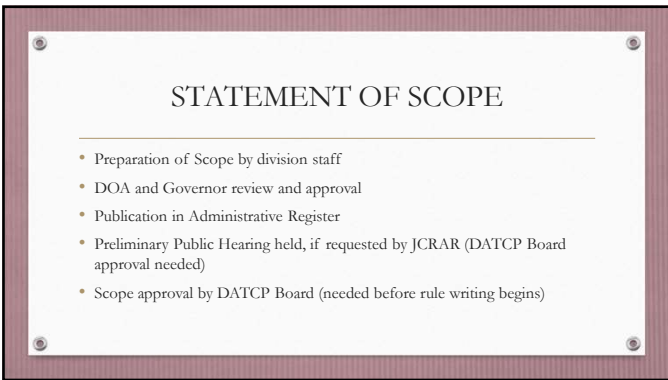 STATEMENT OF SCOPE
• Preparation of Scope by division staff
• DOA and Governor review and approval
• Publication in Administrative Register
• Preliminary Public Hearing held, if requested by JCRAR (DATCP Board
approval needed)
• Scope approval by DATCP Board (needed before rule writing begins)